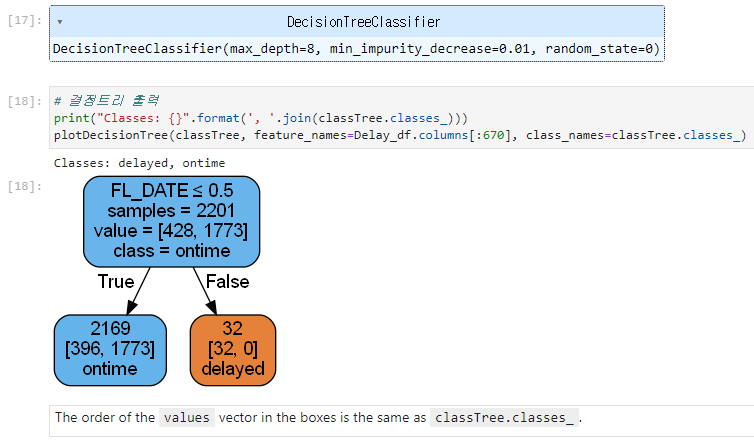 [17]:
DecisionTreeClassifier
DecisionTreeClassifier(max_depth=8, min_impurity_decrease=0.01, random_state=0)
[18]:
# 결정트리 출력
print("Classes: {}".format(', '.join(classTree.classes_)))
plotDecisionTree(classTree, feature_names=Delay_df.columns[:670], class_names=classTree.classes_)
Classes: delayed, ontime
[18]:
FL_DATE ≤ 0.5
samples = 2201
value = [428, 1773]
class = ontime
True False
2169 32
[396, 1773] [32, 0]
ontime delayed
The order of the values vector in the boxes is the same as classTree.classes_.